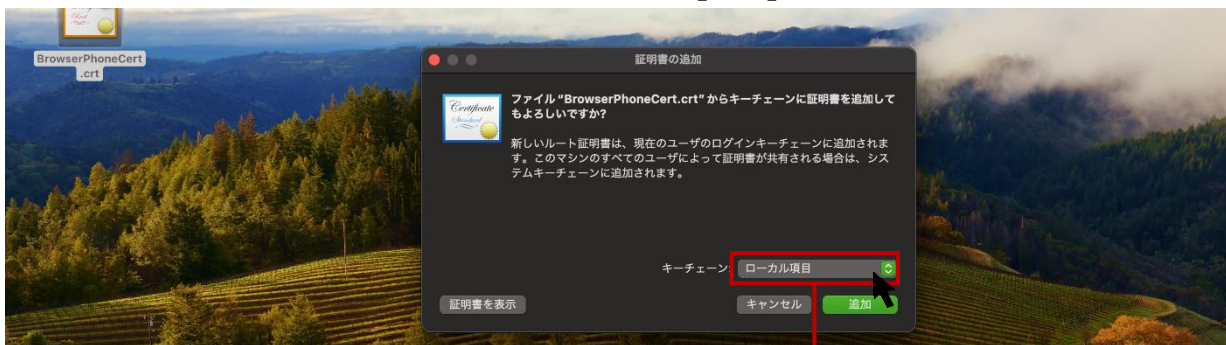 BrowserPhoneCert
.crt
証明書の追加
Certificate
Standard
ファイル“BrowserPhoneCert.crt”からキーチェーンに証明書を追加して
もよろしいですか?
新しいルート証明書は、現在のユーザのログインキーチェーンに追加されま
す。このマシンのすべてのユーザによって証明書が共有される場合は、シス
テムキーチェーンに追加されます。
キーチェーン: ローカル項目
証明書を表示 キャンセル 追加